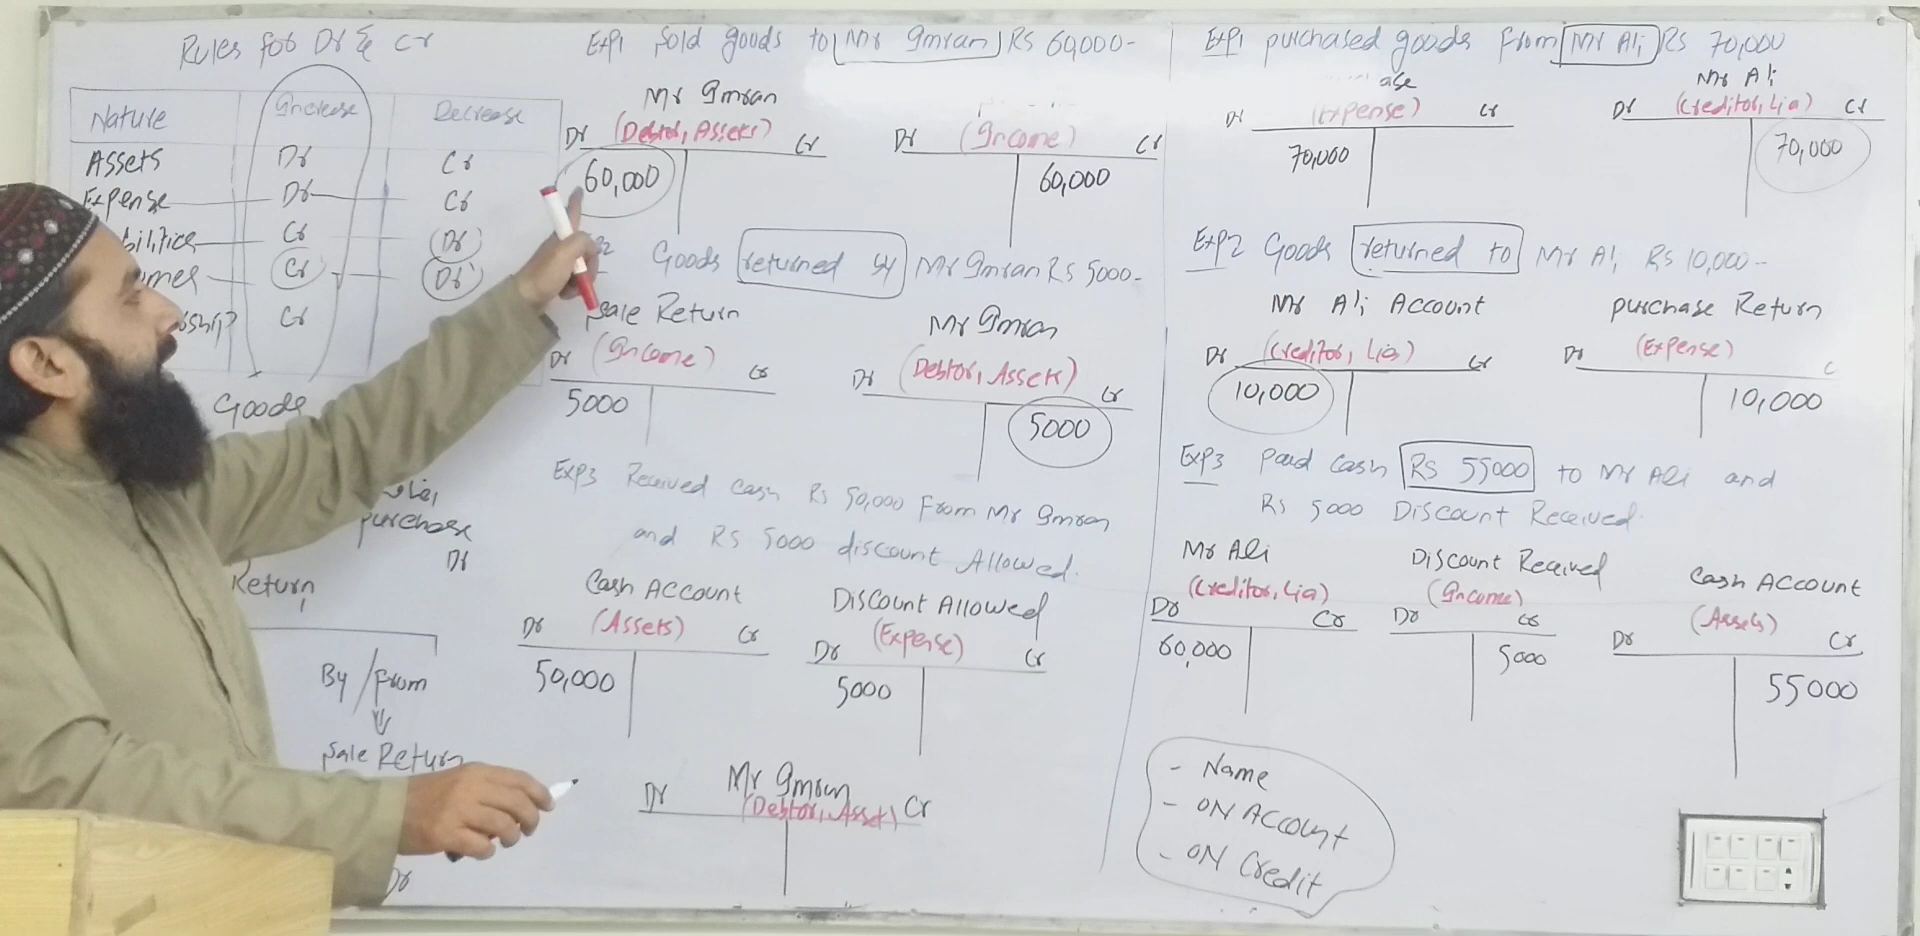 Rules for Dr & Cr
Nature Increase Decrease
Assets Dr Cr
Expense Dr Cr
Cr Dr
Cr Dr
Cr
Goods
purchase
Dr
Return
By / from
Sale Return
Dr
Exp1 Sold goods to Mr Imran Rs 60,000-
Mr Imran
Dr (Debtor, Assets) Cr
60,000
Dr (Income) Cr
60,000
Goods returned by Mr Imran Rs 5000-
Sale Return
Dr (Income) Cr
5000
Mr Imran
Dr (Debtor, Assets) Cr
5000
Exp3 Received cash Rs 50,000 From Mr Imran
and Rs 5000 discount Allowed.
Cash Account
Dr (Assets) Cr
50,000
Discount Allowed
(Expense)
Dr Cr
5000
Mr Imran
Dr (Debtor, Asset) Cr
Exp1 purchased goods from Mr Ali Rs 70,000
Dr (Expense) Cr
70,000
Mr Ali
Dr (Creditor, Lia) Cr
70,000
Exp2 Goods returned to Mr Ali Rs 10,000-
Mr Ali Account
Dr (Creditor, Lia) Cr
10,000
purchase Return
Dr (Expense) C
10,000
Exp3 Paid cash Rs 55000 to Mr Ali and
Rs 5000 Discount Received.
Mr Ali
(Creditor, Lia)
Dr Cr
60,000
Discount Received
(Income)
Dr Cr
5000
Cash Account
(Assets)
Dr Cr
55000
- Name
- ON Account
- ON Credit